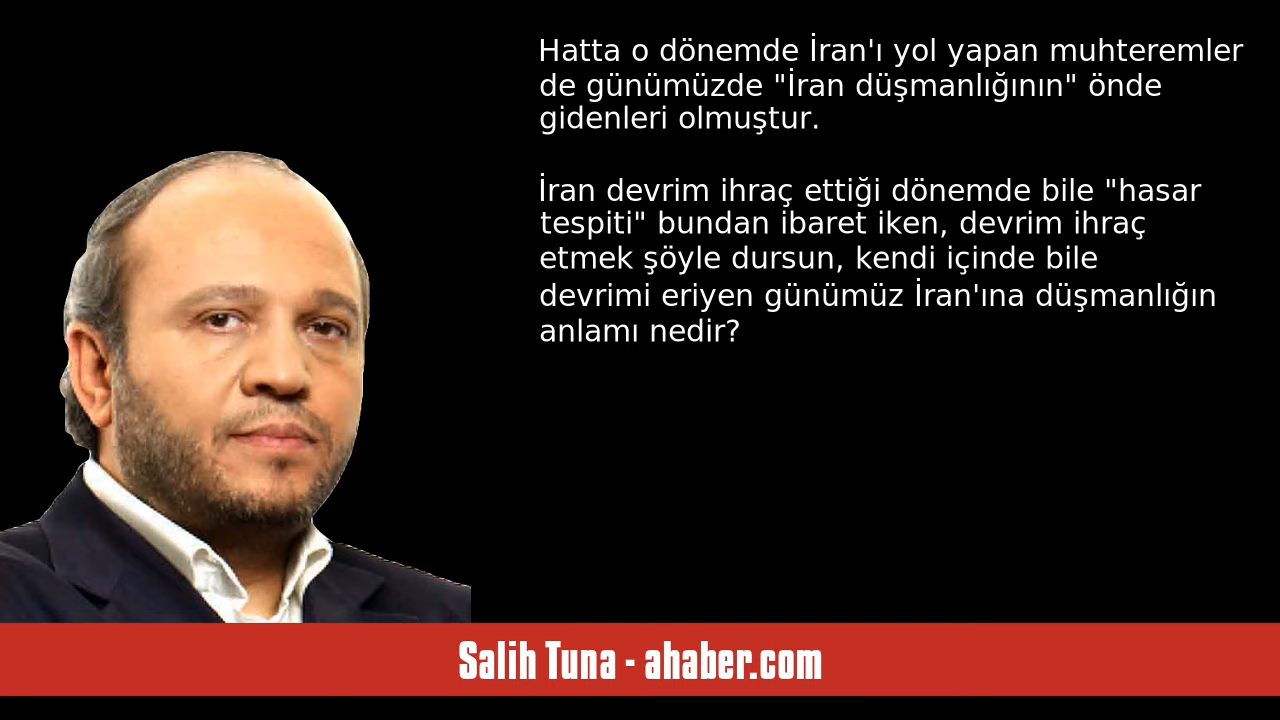 Hatta o dönemde İran'ı yol yapan muhteremler
de günümüzde "İran düşmanlığının" önde
gidenleri olmuştur.
İran devrim ihraç ettiği dönemde bile "hasar
tespiti" bundan ibaret iken, devrim ihraç
etmek şöyle dursun, kendi içinde bile
devrimi eriyen günümüz İran'ına düşmanlığın
anlamı nedir?
Salih Tuna - ahaber.com